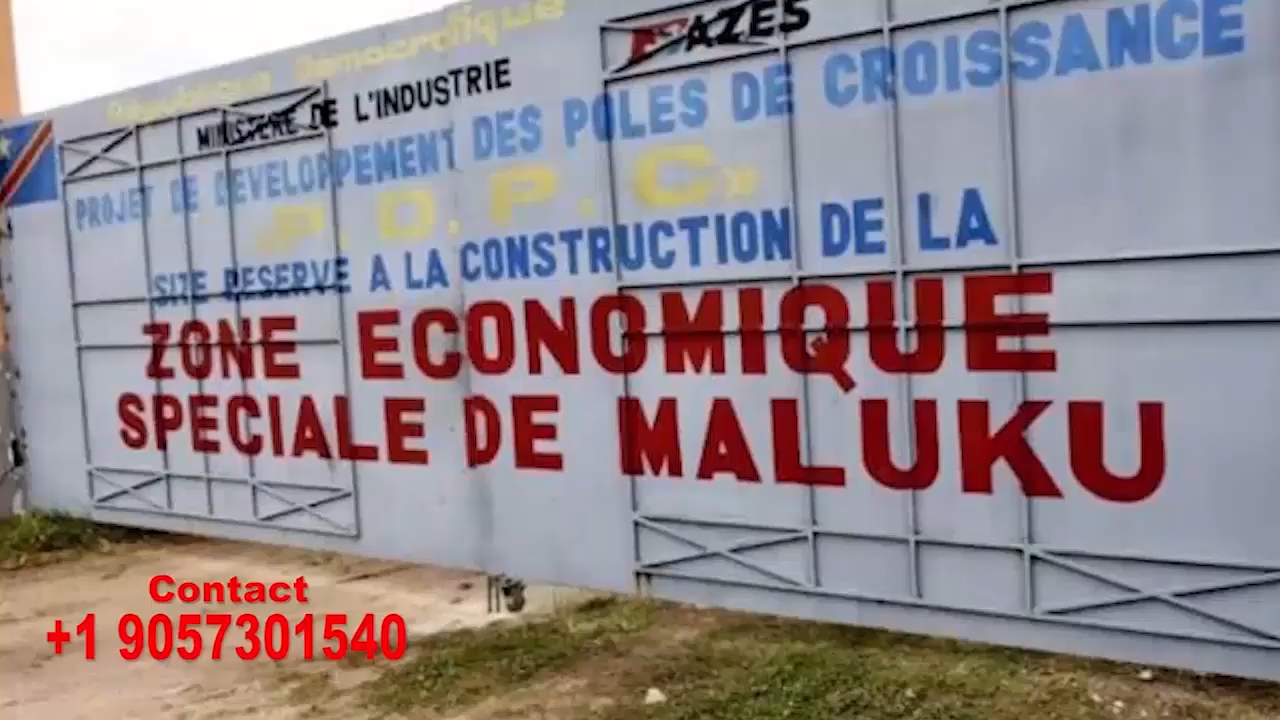 République Démocratique
AZES
MINISTERE DE L'INDUSTRIE
PROJET DE DEVELOPPEMENT DES POLES DE CROISSANCE
«P.D.P.C»
SITE RESERVE A LA CONSTRUCTION DE LA
ZONE ECONOMIQUE
SPECIALE DE MALUKU
Contact
+1 9057301540